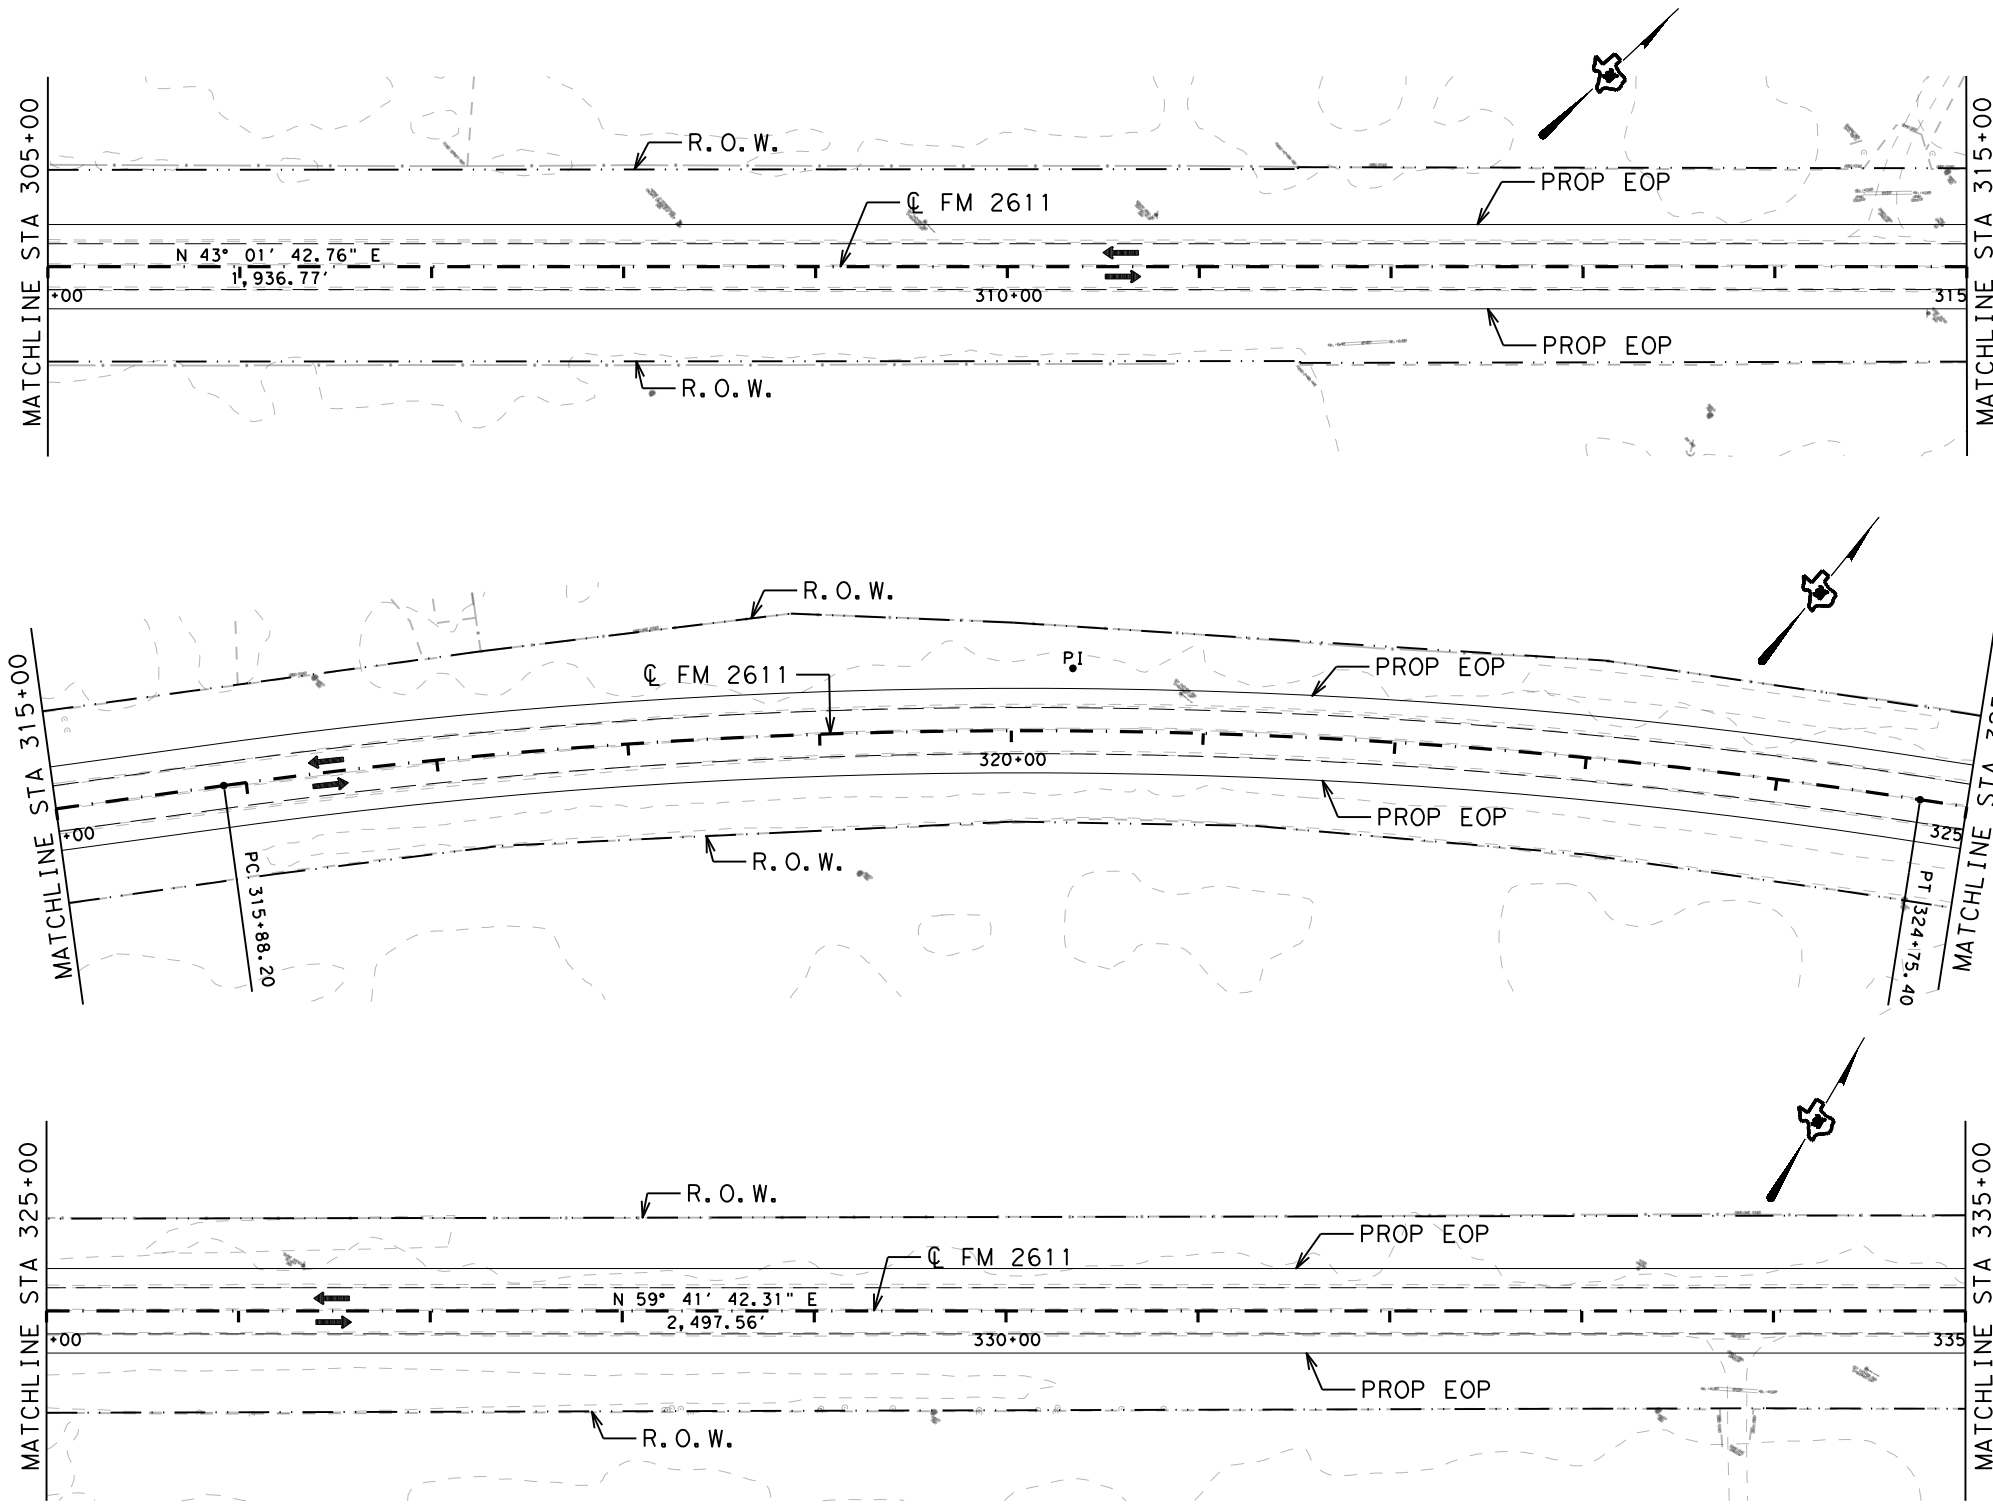 MATCHLINE STA 305+00
R.O.W.
℄ FM 2611
PROP EOP
N 43° 01' 42.76" E
1,936.77'
+00
310+00
315
PROP EOP
R.O.W.
MATCHLINE STA 315+00
MATCHLINE STA 315+00
R.O.W.
℄ FM 2611
PI
PROP EOP
+00
320+00
325
PROP EOP
R.O.W.
PC 315+88.20
PT 324+75.40
MATCHLINE STA
MATCHLINE STA 325+00
R.O.W.
℄ FM 2611
PROP EOP
N 59° 41' 42.31" E
2,497.56'
+00
330+00
335
PROP EOP
R.O.W.
MATCHLINE STA 335+00